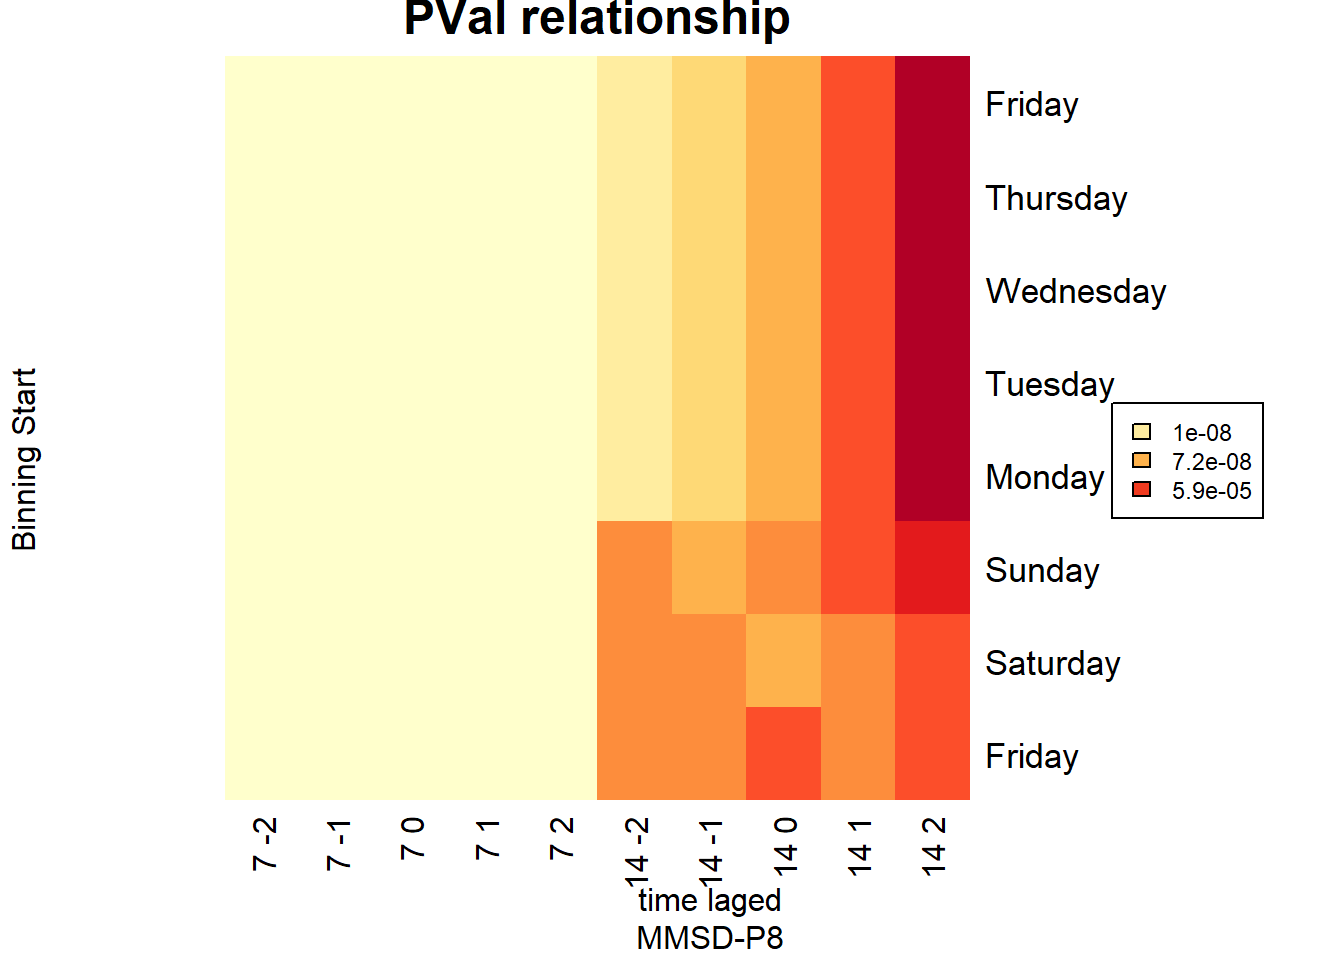 PVal relationship
Friday
Thursday
Wednesday
Tuesday
Monday
Sunday
Saturday
Friday
Binning Start
1e-08
7.2e-08
5.9e-05
7 -2
7 -1
7 0
7 1
7 2
14 -2
14 -1
14 0
14 1
14 2
time laged
MMSD-P8